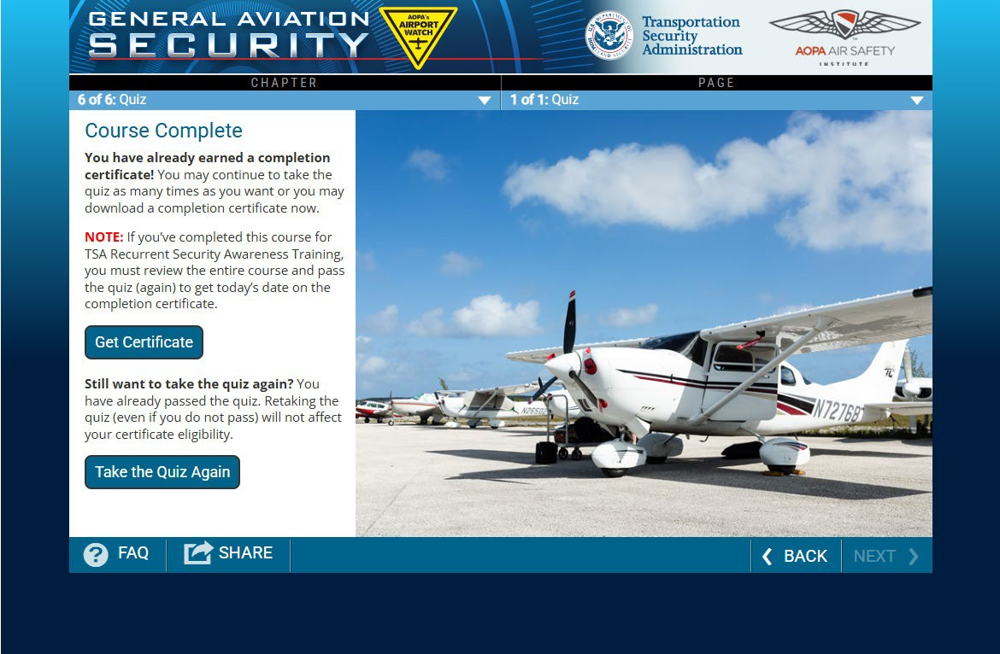 GENERAL AVIATION
SECURITY
AOPA's
AIRPORT
WATCH
Transportation
Security
Administration
AOPA AIR SAFETY
INSTITUTE
CHAPTER
PAGE
6 of 6: Quiz
1 of 1: Quiz
Course Complete
You have already earned a completion
certificate! You may continue to take the
quiz as many times as you want or you may
download a completion certificate now.
NOTE: If you've completed this course for
TSA Recurrent Security Awareness Training,
you must review the entire course and pass
the quiz (again) to get today's date on the
completion certificate.
Get Certificate
Still want to take the quiz again? You
have already passed the quiz. Retaking the
quiz (even if you do not pass) will not affect
your certificate eligibility.
Take the Quiz Again
N7276B
? FAQ
SHARE
BACK
NEXT